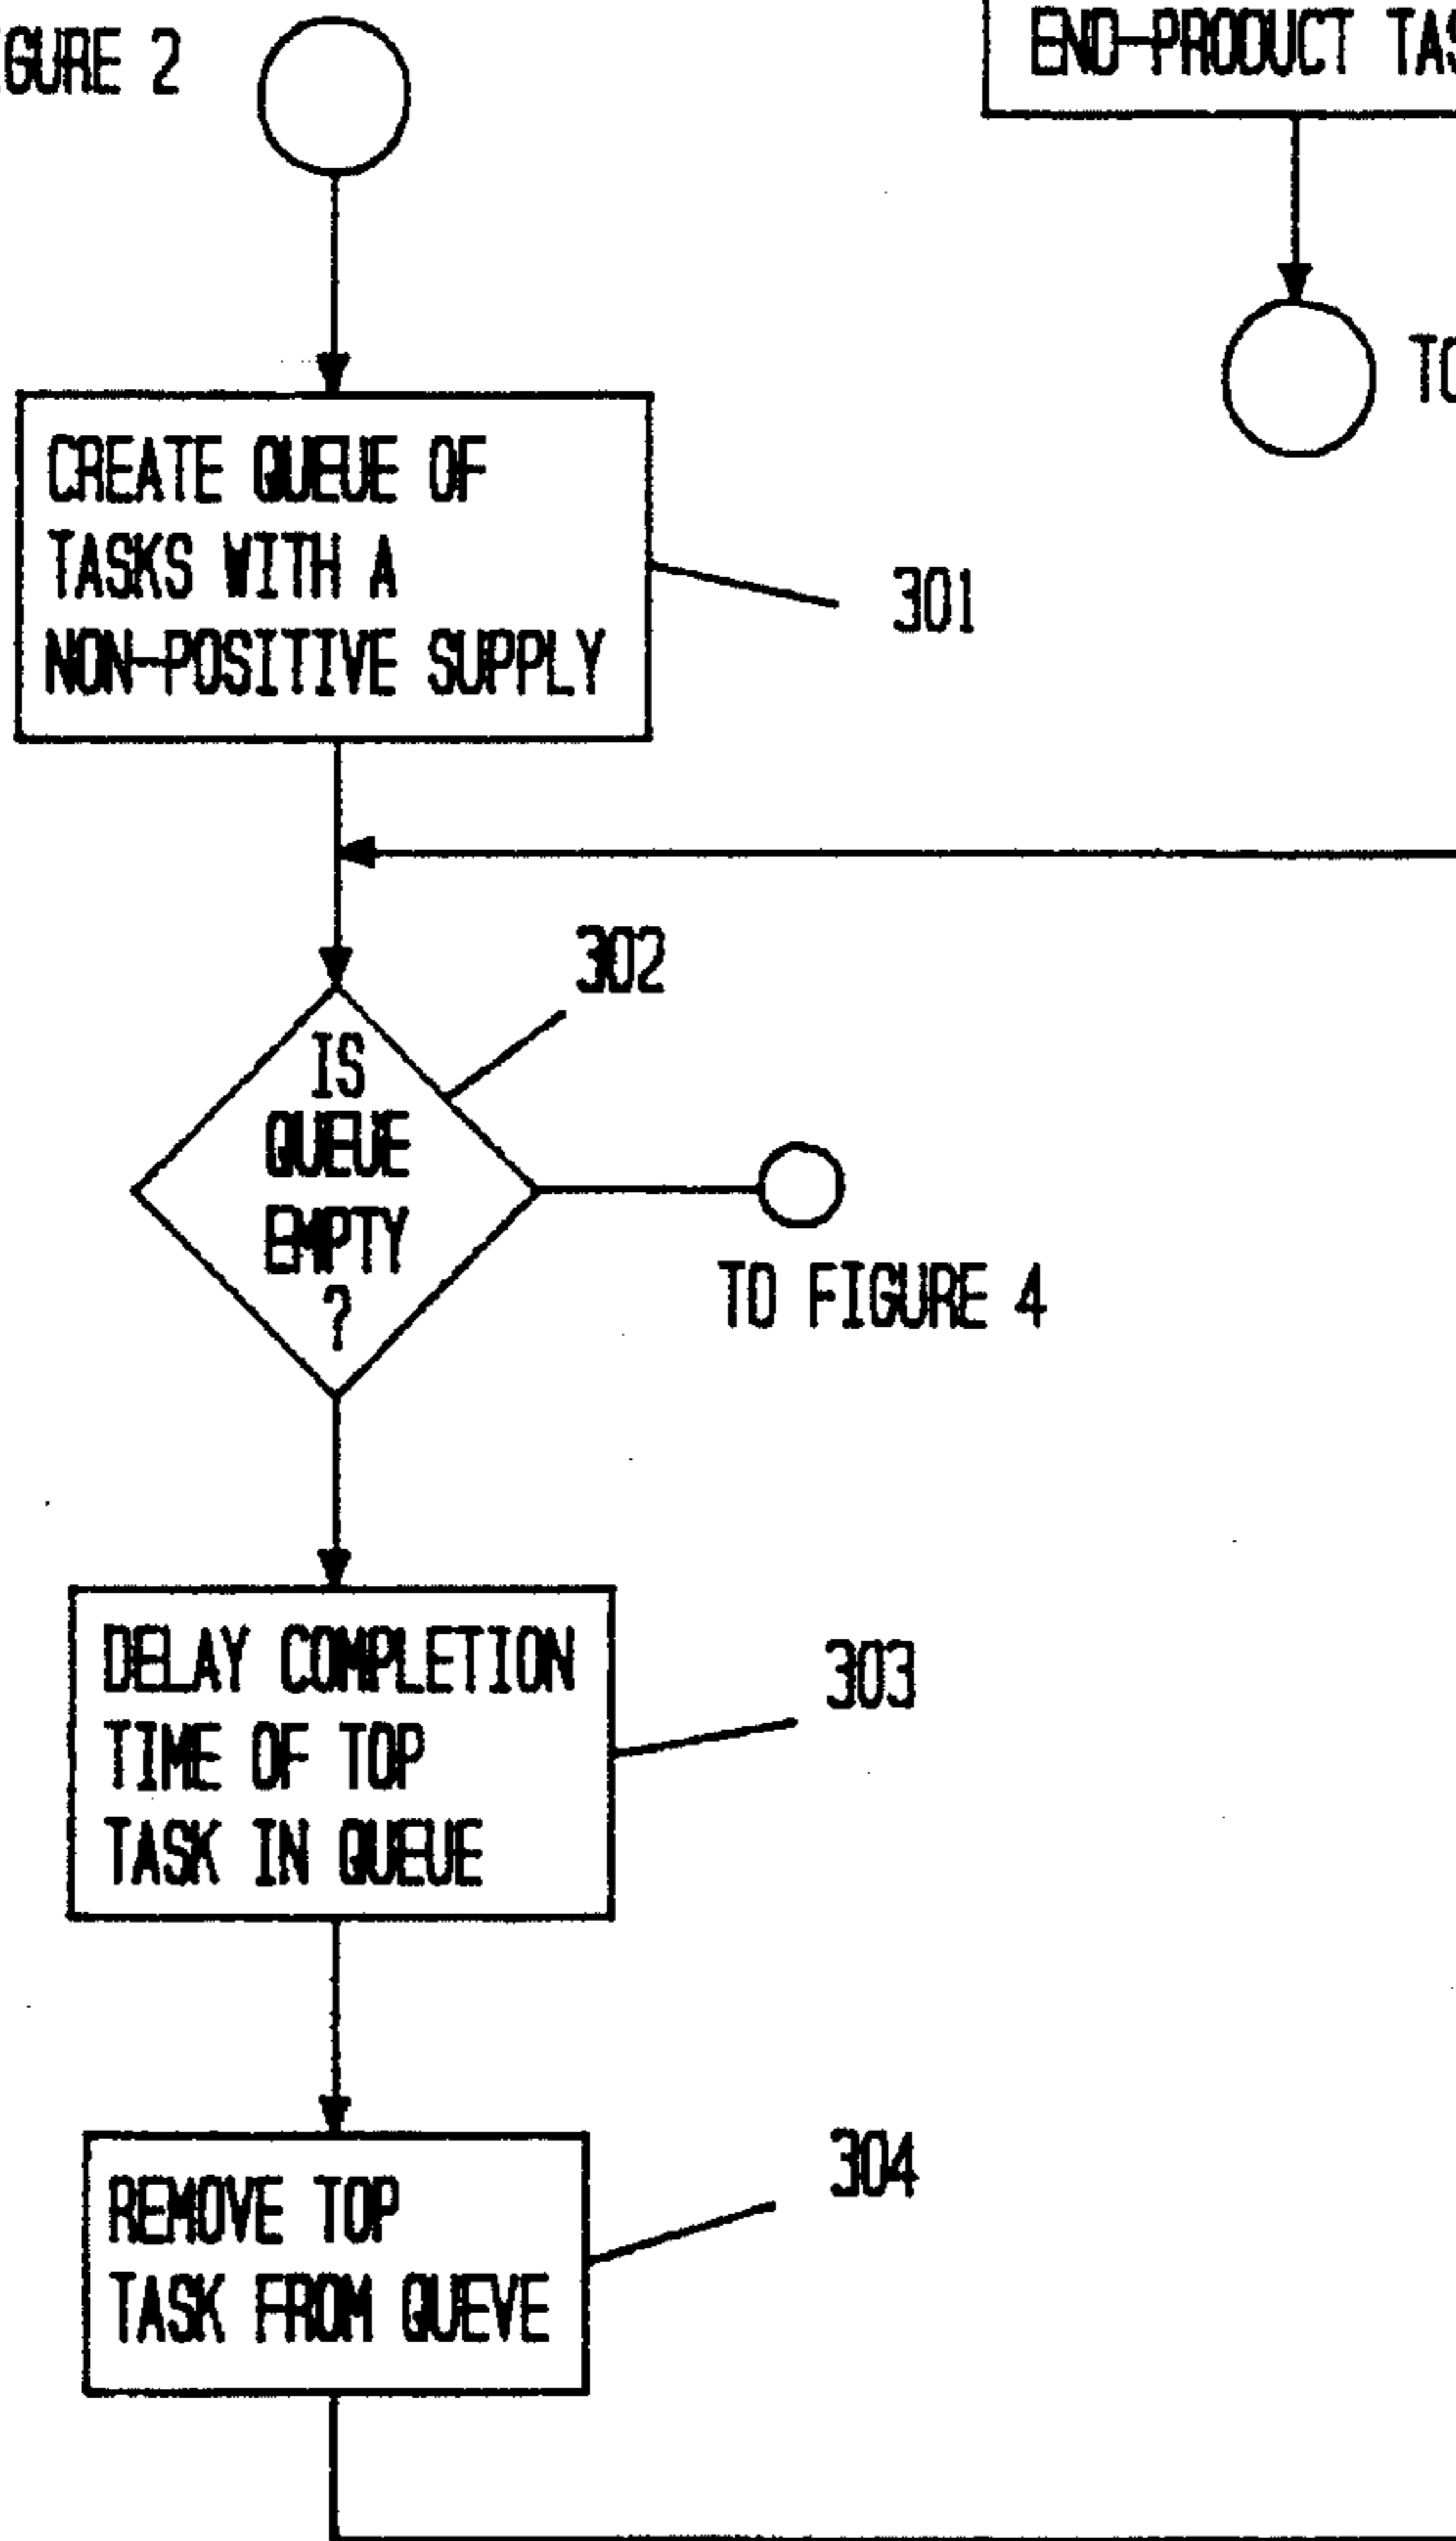 GURE 2
END-PRODUCT TAS
TO
CREATE QUEUE OF
TASKS WITH A
NON-POSITIVE SUPPLY
301
302
IS
QUEUE
EMPTY
?
TO FIGURE 4
DELAY COMPLETION
TIME OF TOP
TASK IN QUEUE
303
REMOVE TOP
TASK FROM QUEVE
304